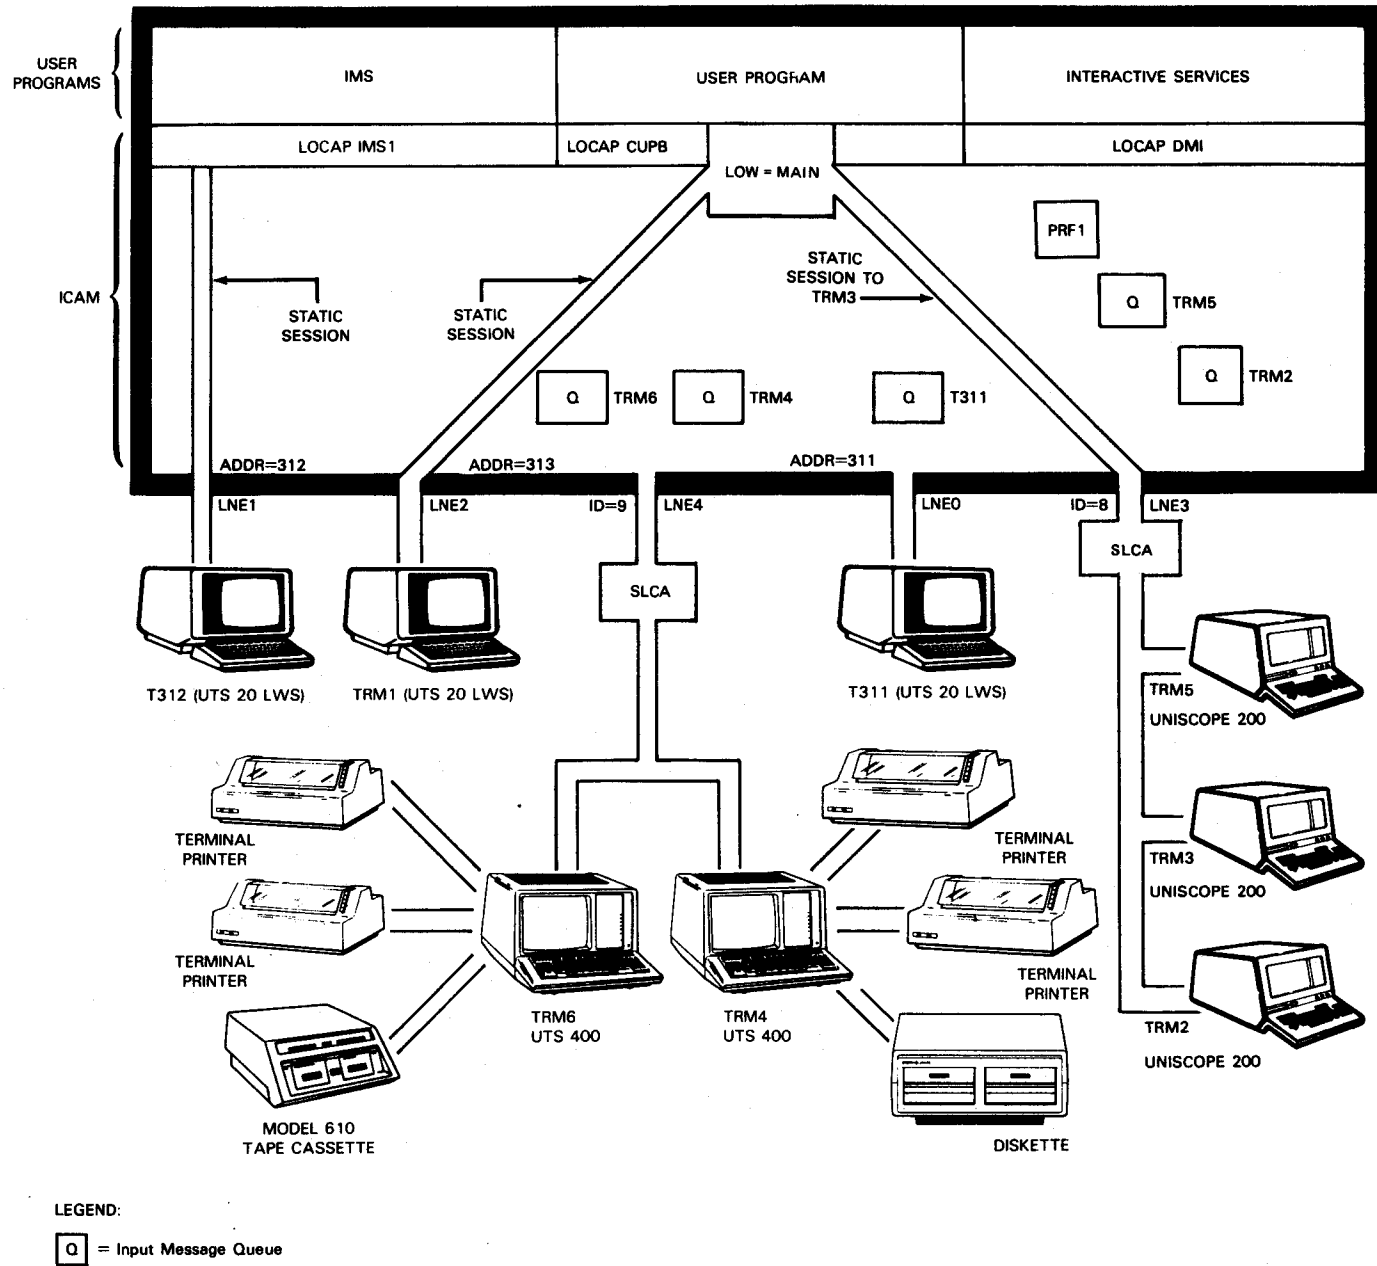 USER
PROGRAMS
IMS
USER PROGRAM
INTERACTIVE SERVICES
LOCAP IMS1
LOCAP CUPB
LOCAP DMI
LOW = MAIN
PRF1
ICAM
STATIC
SESSION
STATIC
SESSION
STATIC
SESSION TO
TRM3
Q
TRM5
Q
TRM2
Q
TRM6
Q
TRM4
Q
T311
ADDR=312
ADDR=313
ADDR=311
LNE1
LNE2
ID=9
LNE4
LNE0
ID=8
LNE3
SLCA
SLCA
T312 (UTS 20 LWS)
TRM1 (UTS 20 LWS)
T311 (UTS 20 LWS)
TRM5
UNISCOPE 200
TERMINAL
PRINTER
TERMINAL
PRINTER
TRM3
UNISCOPE 200
TERMINAL
PRINTER
TERMINAL
PRINTER
TRM6
UTS 400
TRM4
UTS 400
TRM2
UNISCOPE 200
MODEL 610
TAPE CASSETTE
DISKETTE
LEGEND:
Q = Input Message Queue